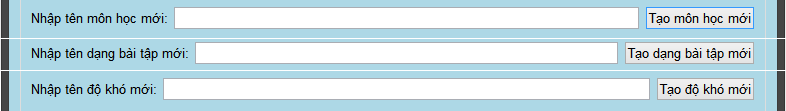 Nhập tên môn học mới: Tạo môn học mới
Nhập tên dạng bài tập mới: Tạo dạng bài tập mới
Nhập tên độ khó mới: Tạo độ khó mới